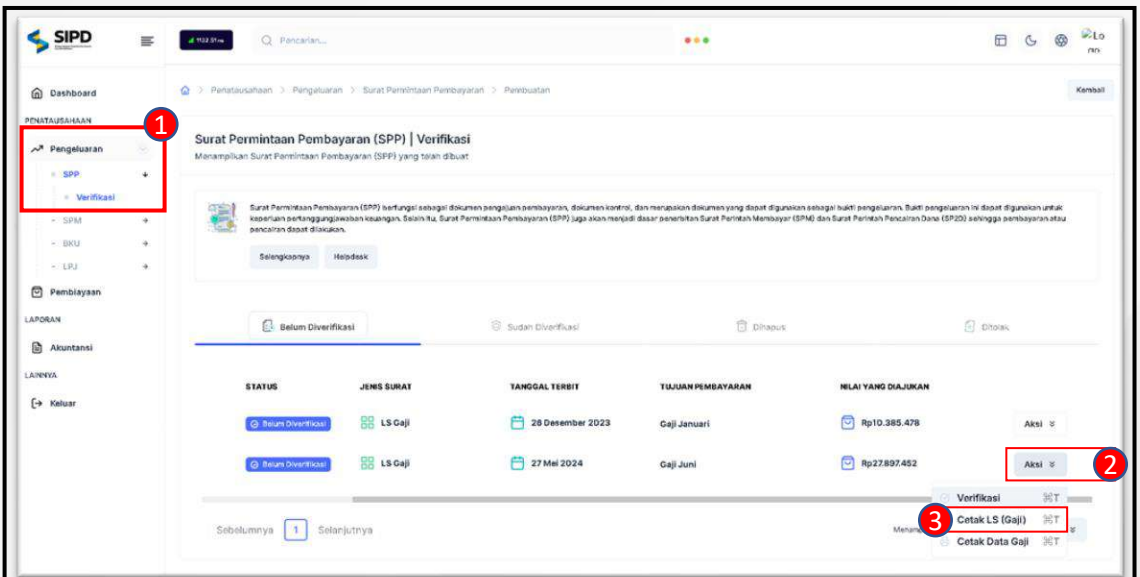 SIPD
Pencarian...
Dashboard
Penatausahaan > Pengeluaran > Surat Permintaan Pembayaran > Pembuatan
Kembali
PENATAUSAHAAN
1
Pengeluaran
Surat Permintaan Pembayaran (SPP) | Verifikasi
Menampilkan Surat Permintaan Pembayaran (SPP) yang telah dibuat
SPP
Verifikasi
SPM
BKU
LPJ
Surat Permintaan Pembayaran (SPP) berfungsi sebagai dokumen pengajuan pembayaran, dokumen kontrol, dan merupakan dokumen yang dapat digunakan sebagai bukti pengeluaran. Bukti pengeluaran ini dapat digunakan untuk
keperluan pertanggungjawaban keuangan. Selain itu, Surat Permintaan Pembayaran (SPP) juga akan menjadi dasar penerbitan Surat Perintah Membayar (SPM) dan Surat Perintah Pencairan Dana (SP2D) sehingga pembayaran atau
pencairan dapat dilakukan.
Selengkapnya Helpdesk
Pembiayaan
LAPORAN
Akuntansi
LAINNYA
Keluar
Belum Diverifikasi Sudah Diverifikasi Dihapus Ditolak
STATUS JENIS SURAT TANGGAL TERBIT TUJUAN PEMBAYARAN NILAI YANG DIAJUKAN
Belum Diverifikasi LS Gaji 28 Desember 2023 Gaji Januari Rp10.385.478 Aksi
Belum Diverifikasi LS Gaji 27 Mei 2024 Gaji Juni Rp27.897.452 Aksi 2
Verifikasi ⌘T
3 Cetak LS (Gaji) ⌘T
Cetak Data Gaji ⌘T
Sebelumnya 1 Selanjutnya